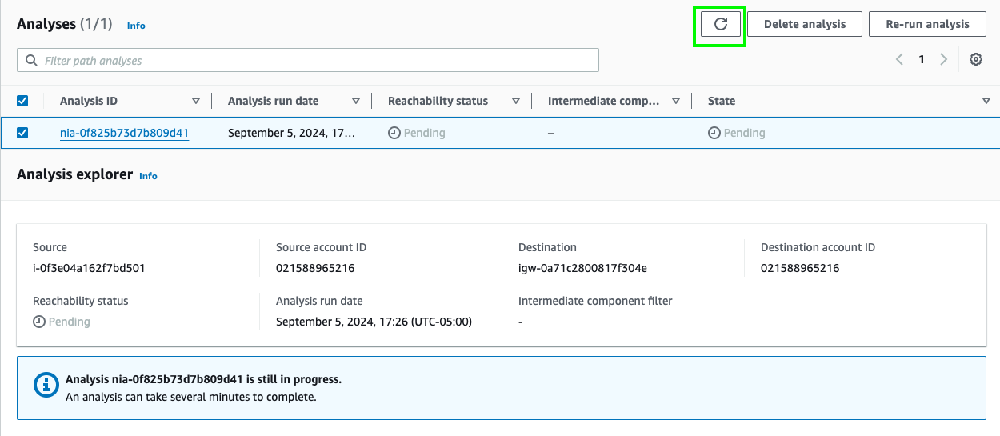 Analyses (1/1) Info
Delete analysis
Re-run analysis
Filter path analyses
1
Analysis ID Analysis run date Reachability status Intermediate comp... State
nia-0f825b73d7b809d41 September 5, 2024, 17... Pending – Pending
Analysis explorer Info
Source Source account ID Destination Destination account ID
i-0f3e04a162f7bd501 021588965216 igw-0a71c2800817f304e 021588965216
Reachability status Analysis run date Intermediate component filter
Pending September 5, 2024, 17:26 (UTC-05:00) -
Analysis nia-0f825b73d7b809d41 is still in progress.
An analysis can take several minutes to complete.